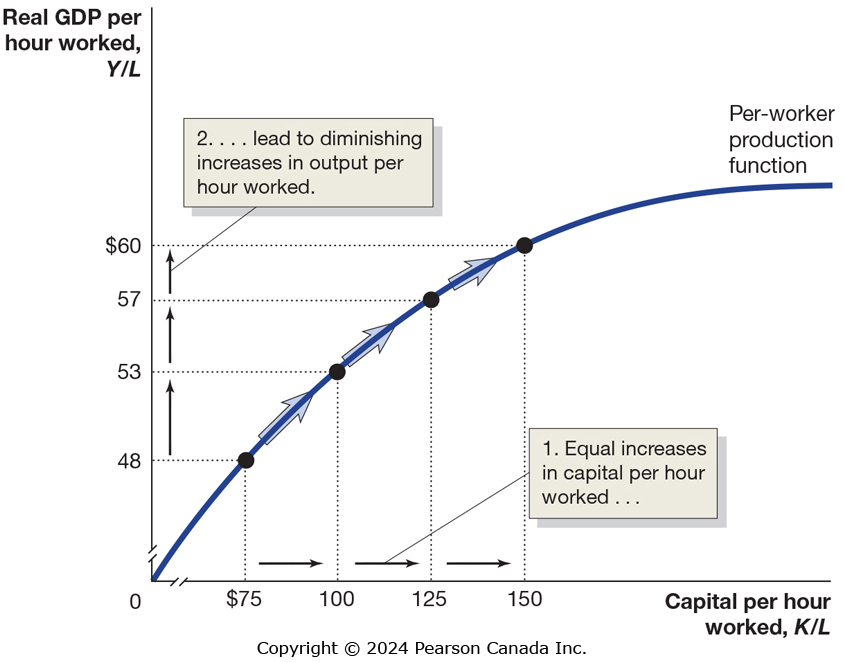 Real GDP per
hour worked,
Y/L
2. . . . lead to diminishing
increases in output per
hour worked.
Per-worker
production
function
$60
57
53
48
1. Equal increases
in capital per hour
worked . . .
0
$75
100
125
150
Capital per hour
worked, K/L
Copyright © 2024 Pearson Canada Inc.